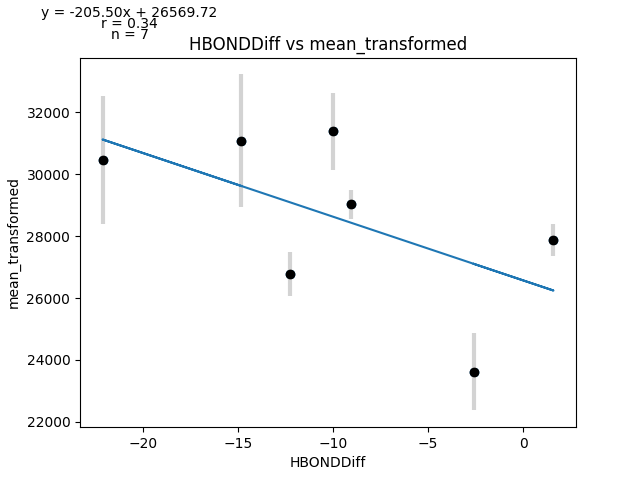 y = -205.50x + 26569.72
r = 0.34
n = 7
HBONDDiff vs mean_transformed
mean_transformed
32000
30000
28000
26000
24000
22000
−20
−15
−10
−5
0
HBONDDiff